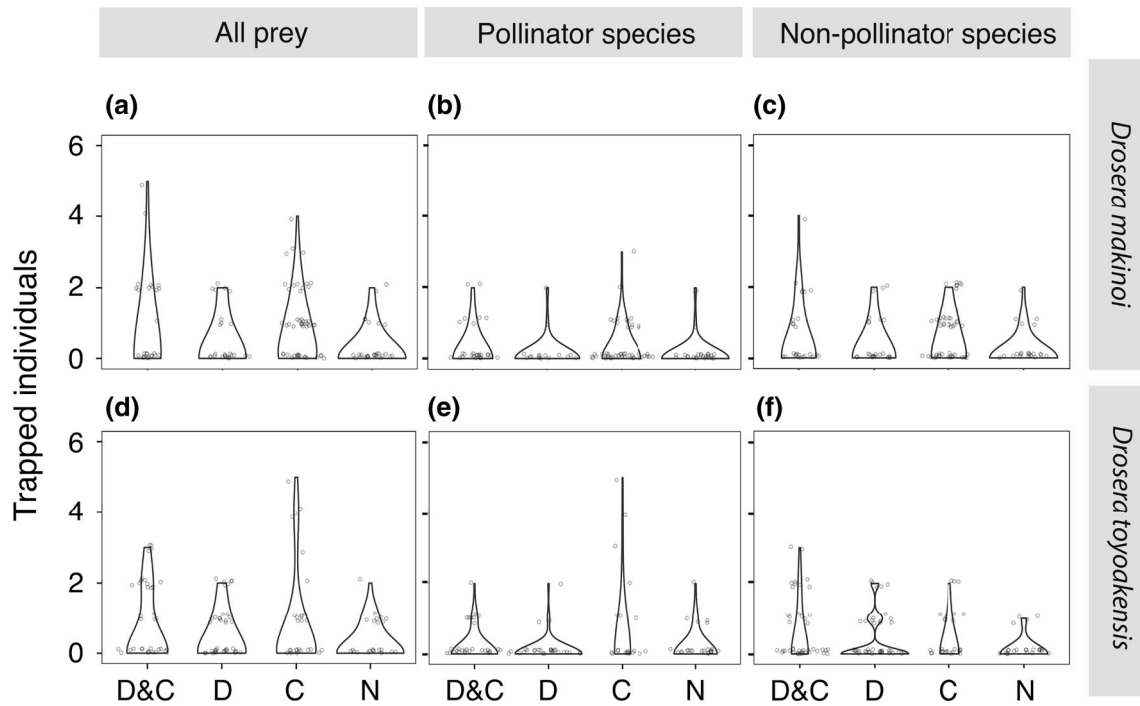 All prey
Pollinator species
Non-pollinator species
(a)
(b)
(c)
6
4
2
0
Drosera makinoi
Trapped individuals
(d)
(e)
(f)
6
4
2
0
Drosera toyoakensis
D&C D C N
D&C D C N
D&C D C N